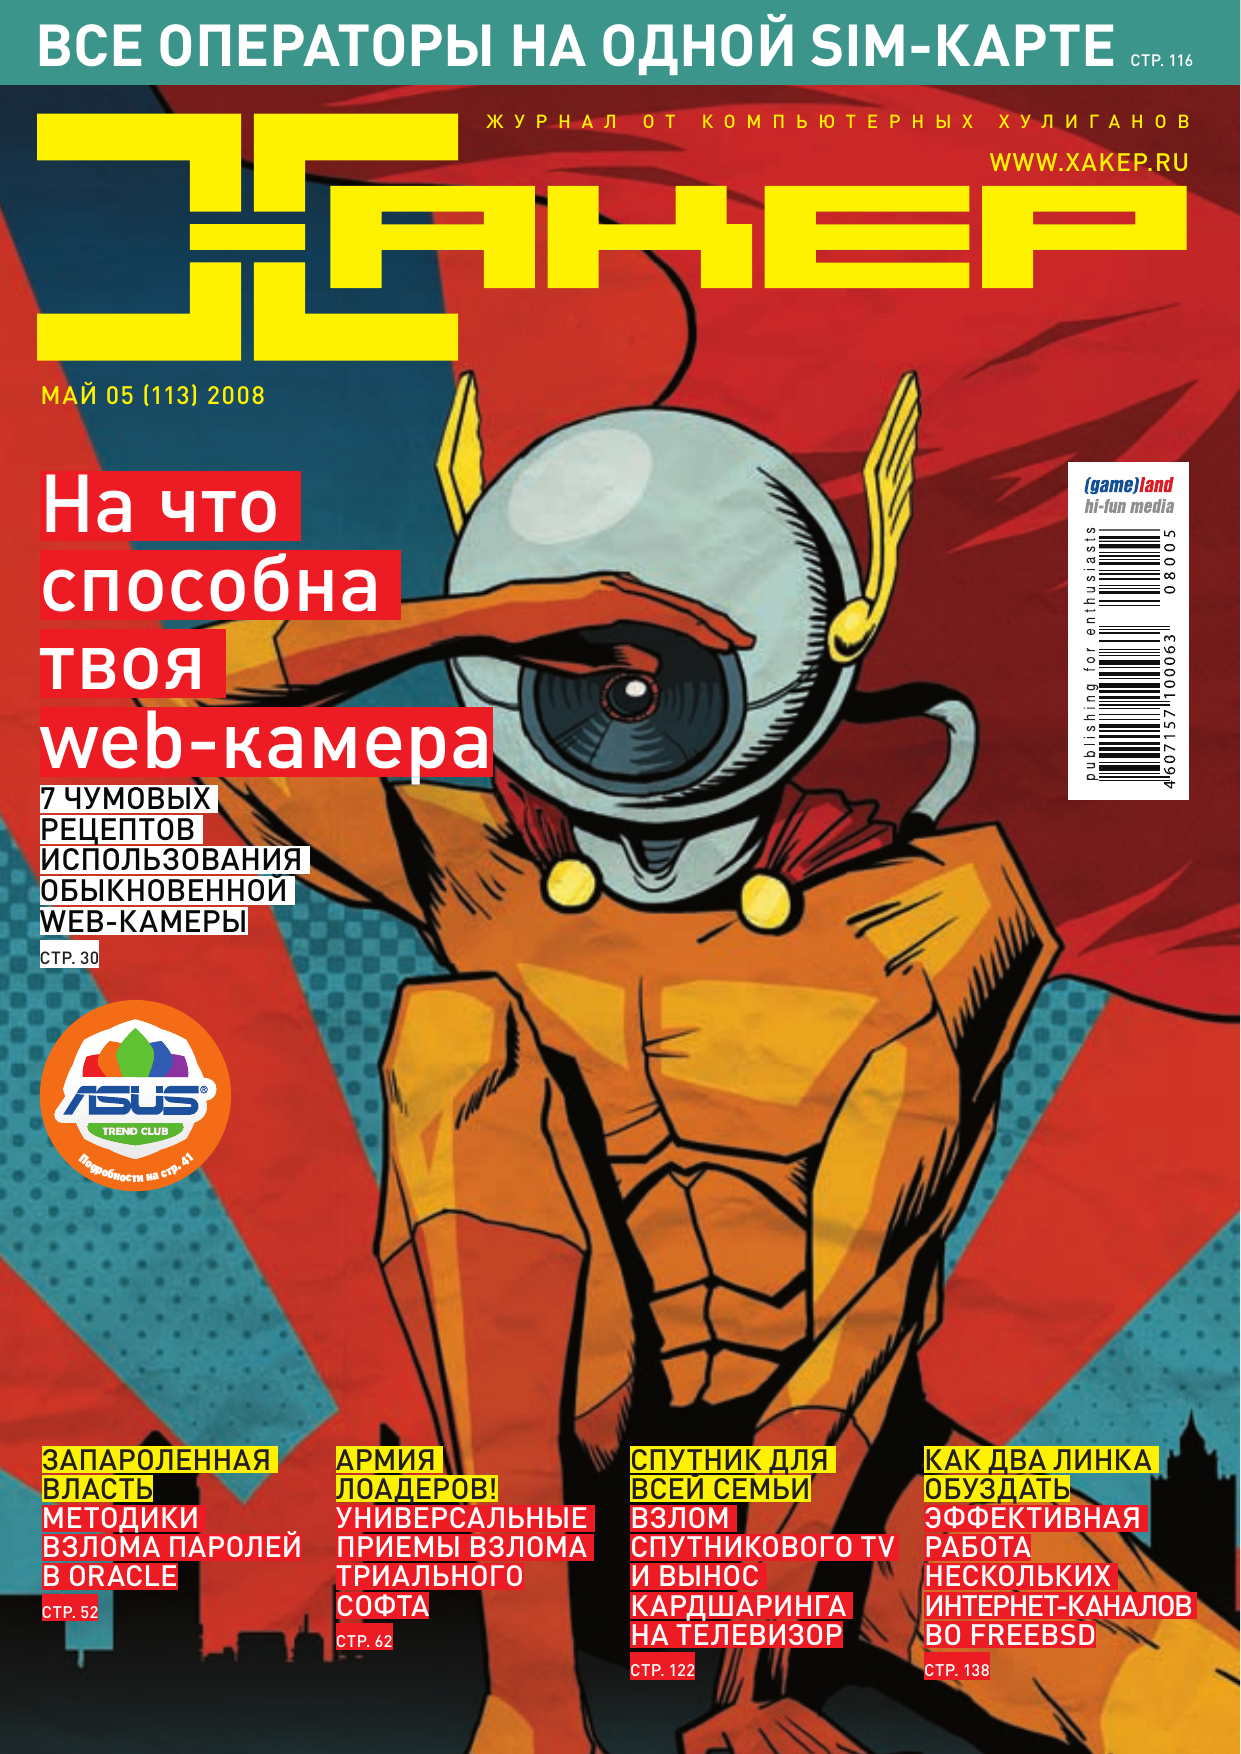 ВСЕ ОПЕРАТОРЫ НА ОДНОЙ SIM-КАРТЕ СТР. 116
ЖУРНАЛ ОТ КОМПЬЮТЕРНЫХ ХУЛИГАНОВ
WWW.XAKEP.RU
ХАКЕР
МАЙ 05 (113) 2008
На что
способна
твоя
web-камера
7 ЧУМОВЫХ
РЕЦЕПТОВ
ИСПОЛЬЗОВАНИЯ
ОБЫКНОВЕННОЙ
WEB-КАМЕРЫ
СТР. 30
(game)land
hi-fun media
publishing for enthusiasts
4 607157 100063
08005
ASUS®
TREND CLUB
Подробности на стр. 41
ЗАПАРОЛЕННАЯ
ВЛАСТЬ
МЕТОДИКИ
ВЗЛОМА ПАРОЛЕЙ
В ORACLE
СТР. 52
АРМИЯ
ЛОАДЕРОВ!
УНИВЕРСАЛЬНЫЕ
ПРИЕМЫ ВЗЛОМА
ТРИАЛЬНОГО
СОФТА
СТР. 62
СПУТНИК ДЛЯ
ВСЕЙ СЕМЬИ
ВЗЛОМ
СПУТНИКОВОГО TV
И ВЫНОС
КАРДШАРИНГА
НА ТЕЛЕВИЗОР
СТР. 122
КАК ДВА ЛИНКА
ОБУЗДАТЬ
ЭФФЕКТИВНАЯ
РАБОТА
НЕСКОЛЬКИХ
ИНТЕРНЕТ-КАНАЛОВ
ВО FREEBSD
СТР. 138